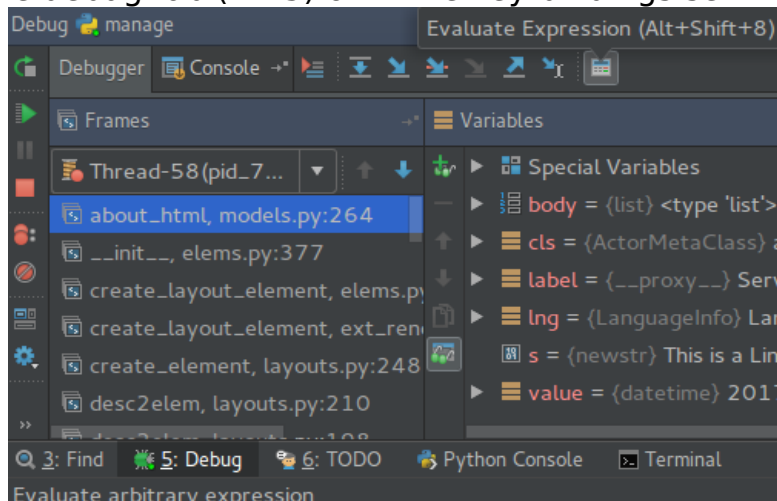 Debug manage
Evaluate Expression (Alt+Shift+8)
Debugger Console
Frames
Variables
Thread-58(pid_7...
Special Variables
about_html, models.py:264
body = {list} <type 'list'>
__init__, elems.py:377
cls = {ActorMetaClass}
create_layout_element, elems.py
label = {__proxy__} Serv
create_layout_element, ext_ren
lng = {LanguageInfo} Lan
create_element, layouts.py:248
s = {newstr} This is a Lin
desc2elem, layouts.py:210
value = {datetime} 2017
3: Find 5: Debug 6: TODO Python Console Terminal
Evaluate arbitrary expression